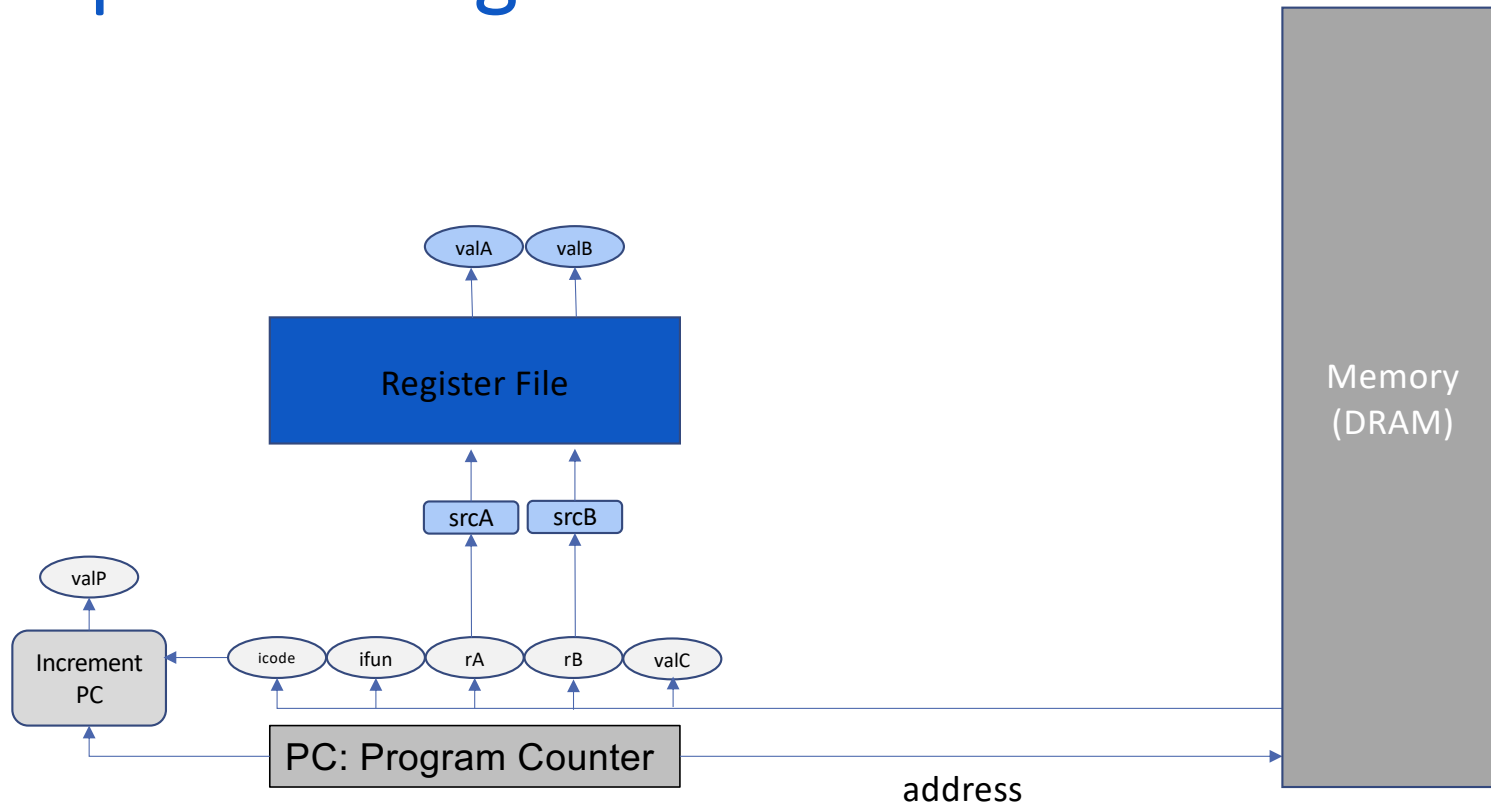 valA valB
Register File
Memory
(DRAM)
srcA srcB
valP
Increment
PC
icode ifun rA rB valC
PC: Program Counter
address